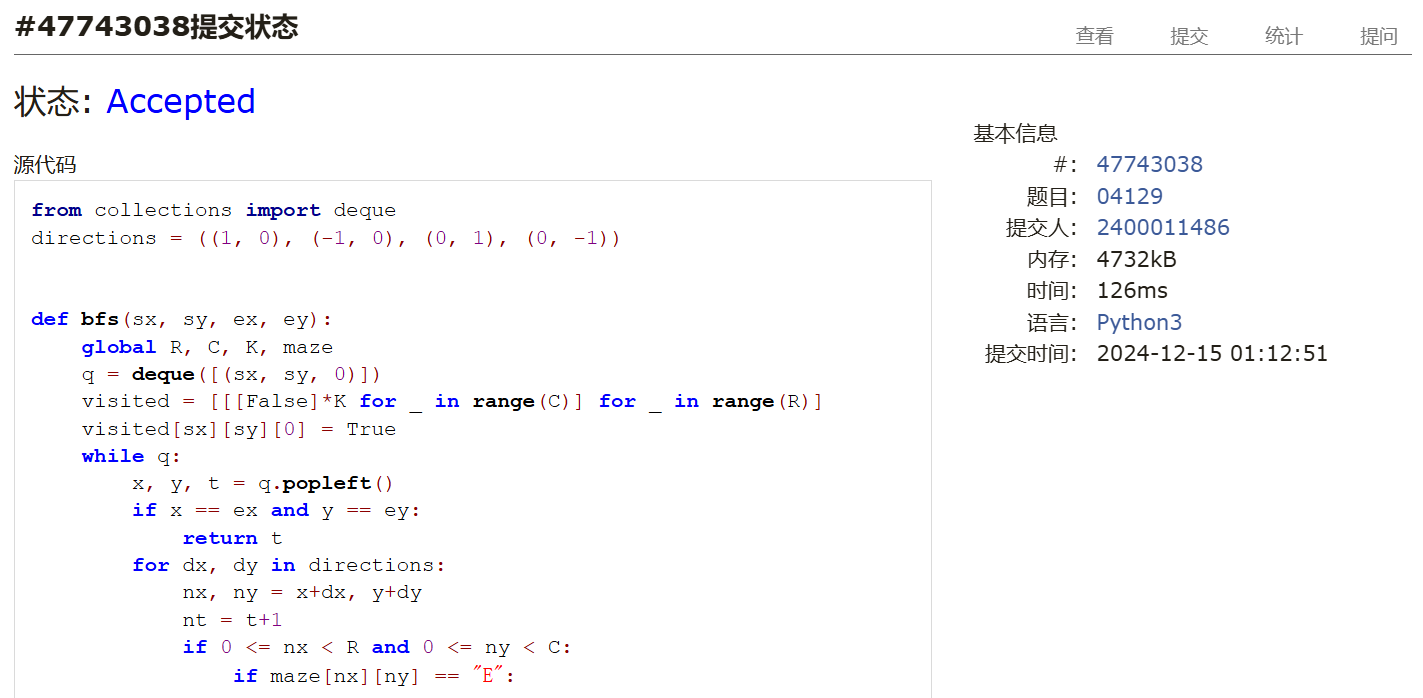 #47743038提交状态
查看 提交 统计 提问
状态: Accepted
源代码
from collections import deque
directions = ((1, 0), (-1, 0), (0, 1), (0, -1))
def bfs(sx, sy, ex, ey):
    global R, C, K, maze
    q = deque([(sx, sy, 0)])
    visited = [[[False]*K for _ in range(C)] for _ in range(R)]
    visited[sx][sy][0] = True
    while q:
        x, y, t = q.popleft()
        if x == ex and y == ey:
            return t
        for dx, dy in directions:
            nx, ny = x+dx, y+dy
            nt = t+1
            if 0 <= nx < R and 0 <= ny < C:
                if maze[nx][ny] == "E":
基本信息
#: 47743038
题目: 04129
提交人: 2400011486
内存: 4732kB
时间: 126ms
语言: Python3
提交时间: 2024-12-15 01:12:51